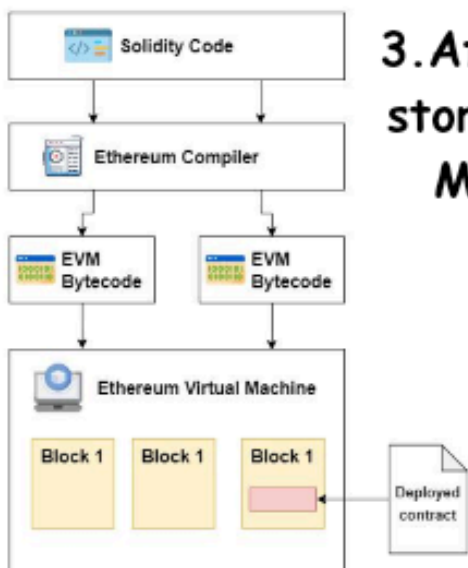 Solidity Code
3.
stor
M
Ethereum Compiler
EVM
Bytecode
EVM
Bytecode
Ethereum Virtual Machine
Block 1
Block 1
Block 1
Deployed
contract